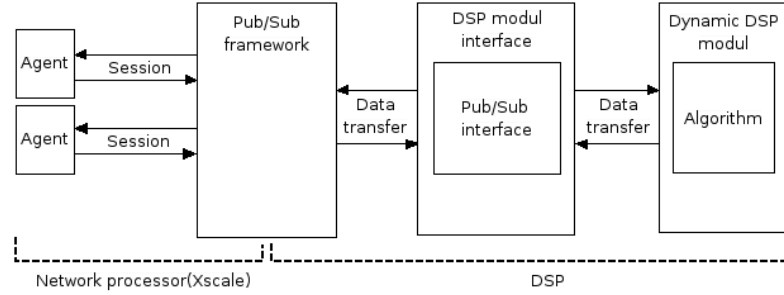 Pub/Sub
framework
DSP modul
interface
Dynamic DSP
modul
Agent
Session
Agent
Session
Data
transfer
Pub/Sub
interface
Data
transfer
Algorithm
Network processor(Xscale)
DSP